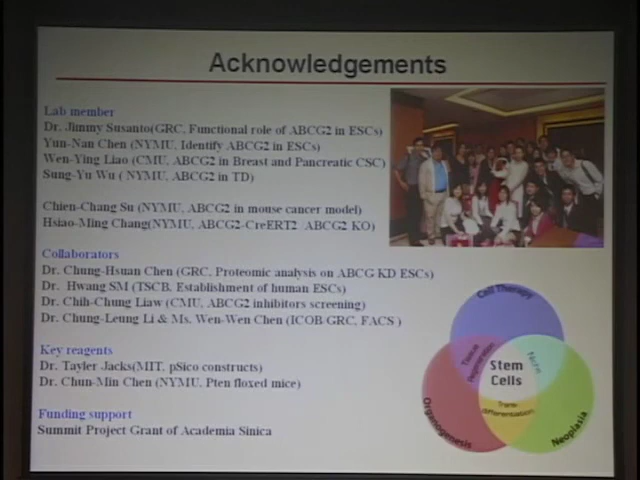 Acknowledgements
Lab member
Dr. Jimmy Susanto(GRC, Functional role of ABCG2 in ESCs)
Yun-Nan Chen (NYMU, Identify ABCG2 in ESCs)
Wen-Ying Liao (CMU, ABCG2 in Breast and Pancreatic CSC)
Sung-Yu Wu ( NYMU, ABCG2 in TD)
Chien-Chang Su (NYMU, ABCG2 in mouse cancer model)
Hsiao-Ming Chang(NYMU, ABCG2-CreERT2 ABCG2 KO)
Collaborators
Dr. Chung-Hsuan Chen (GRC, Proteomic analysis on ABCG KD ESCs)
Dr. Hwang SM (TSCB, Establishment of human ESCs)
Dr. Chih-Chung Liaw (CMU, ABCG2 inhibitors screening)
Dr. Chung-Leung Li & Ms. Wen-Wen Chen (ICOB/GRC, FACS )
Key reagents
Dr. Tayler Jacks(MIT, pSico constructs)
Dr. Chun-Min Chen (NYMU, Pten floxed mice)
Funding support
Summit Project Grant of Academia Sinica
Cell Therapy
Tissue
Regeneration
Stem
Cells
Trans-
differentiation
Organogenesis
Neoplasia